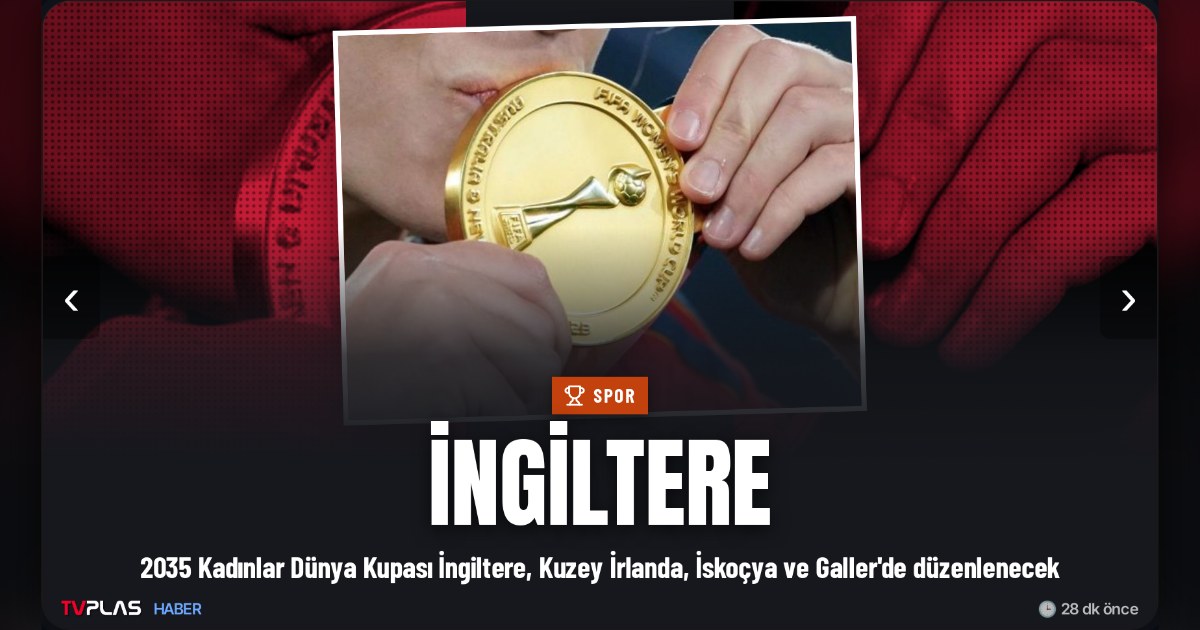 FIFA WOMEN'S WORLD CUP
FIFA
SPOR
İNGİLTERE
2035 Kadınlar Dünya Kupası İngiltere, Kuzey İrlanda, İskoçya ve Galler'de düzenlenecek
TVPLAS HABER
28 dk önce